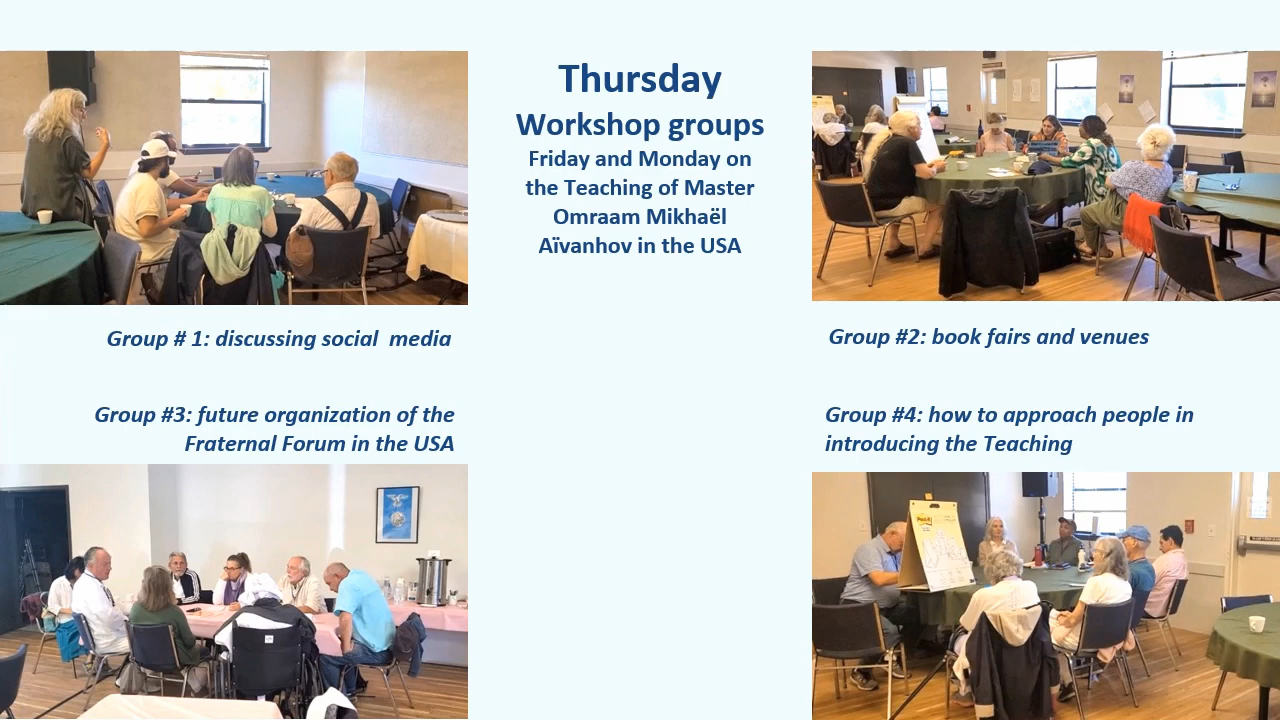 Thursday
Workshop groups
Friday and Monday on
the Teaching of Master
Omraam Mikhaël
Aïvanhov in the USA
Group # 1: discussing social  media
Group #2: book fairs and venues
Group #3: future organization of the
Fraternal Forum in the USA
Group #4: how to approach people in
introducing the Teaching
Post-it